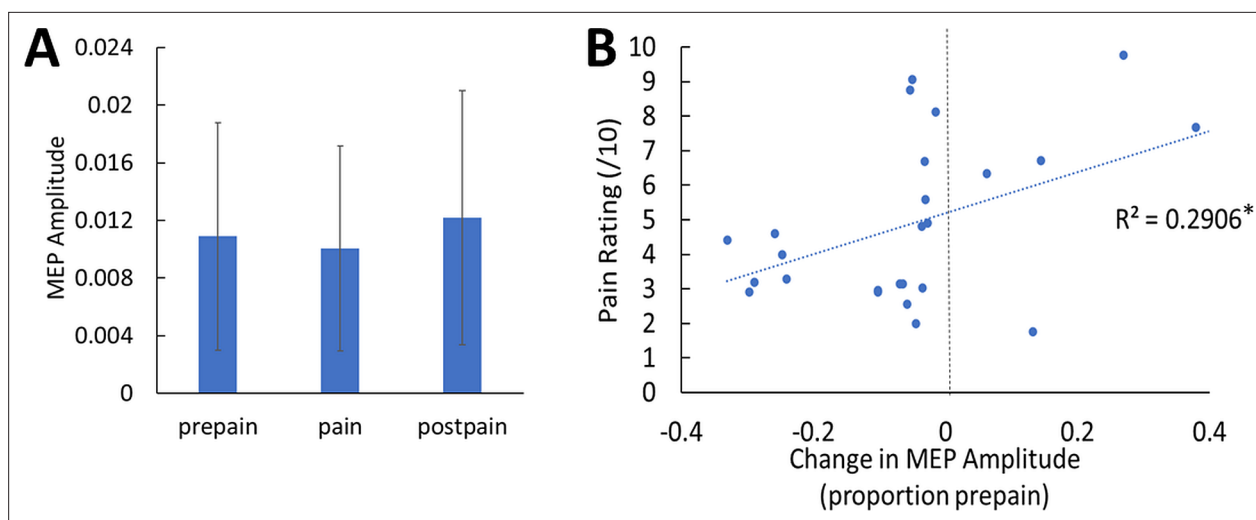 A
MEP Amplitude
0.024
0.02
0.016
0.012
0.008
0.004
0
prepain pain postpain
B
Pain Rating (/10)
10
9
8
7
6
5
4
3
2
1
0
R² = 0.2906*
-0.4 -0.2 0 0.2 0.4
Change in MEP Amplitude
(proportion prepain)